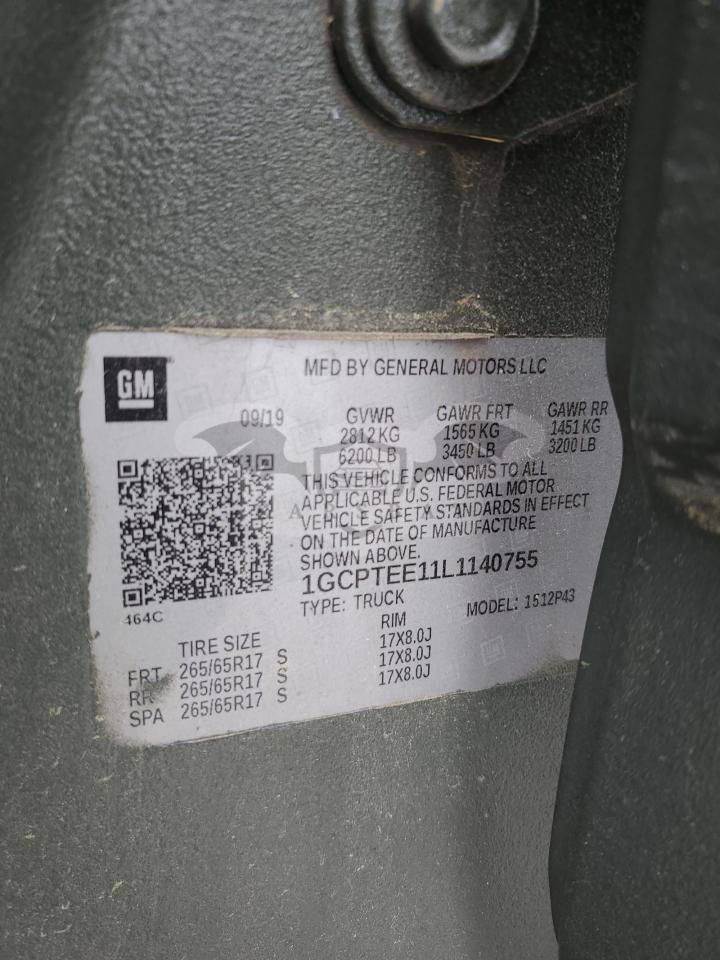 GM
MFD BY GENERAL MOTORS LLC
09/19 GVWR GAWR FRT GAWR RR
2812 KG 1565 KG 1451 KG
6200 LB 3450 LB 3200 LB
THIS VEHICLE CONFORMS TO ALL
APPLICABLE U.S. FEDERAL MOTOR
VEHICLE SAFETY STANDARDS IN EFFECT
ON THE DATE OF MANUFACTURE
SHOWN ABOVE.
1GCPTEE11L1140755
TYPE: TRUCK MODEL: 1512P43
464C
TIRE SIZE RIM
FRT 265/65R17 S 17X8.0J
RR 265/65R17 S 17X8.0J
SPA 265/65R17 S 17X8.0J